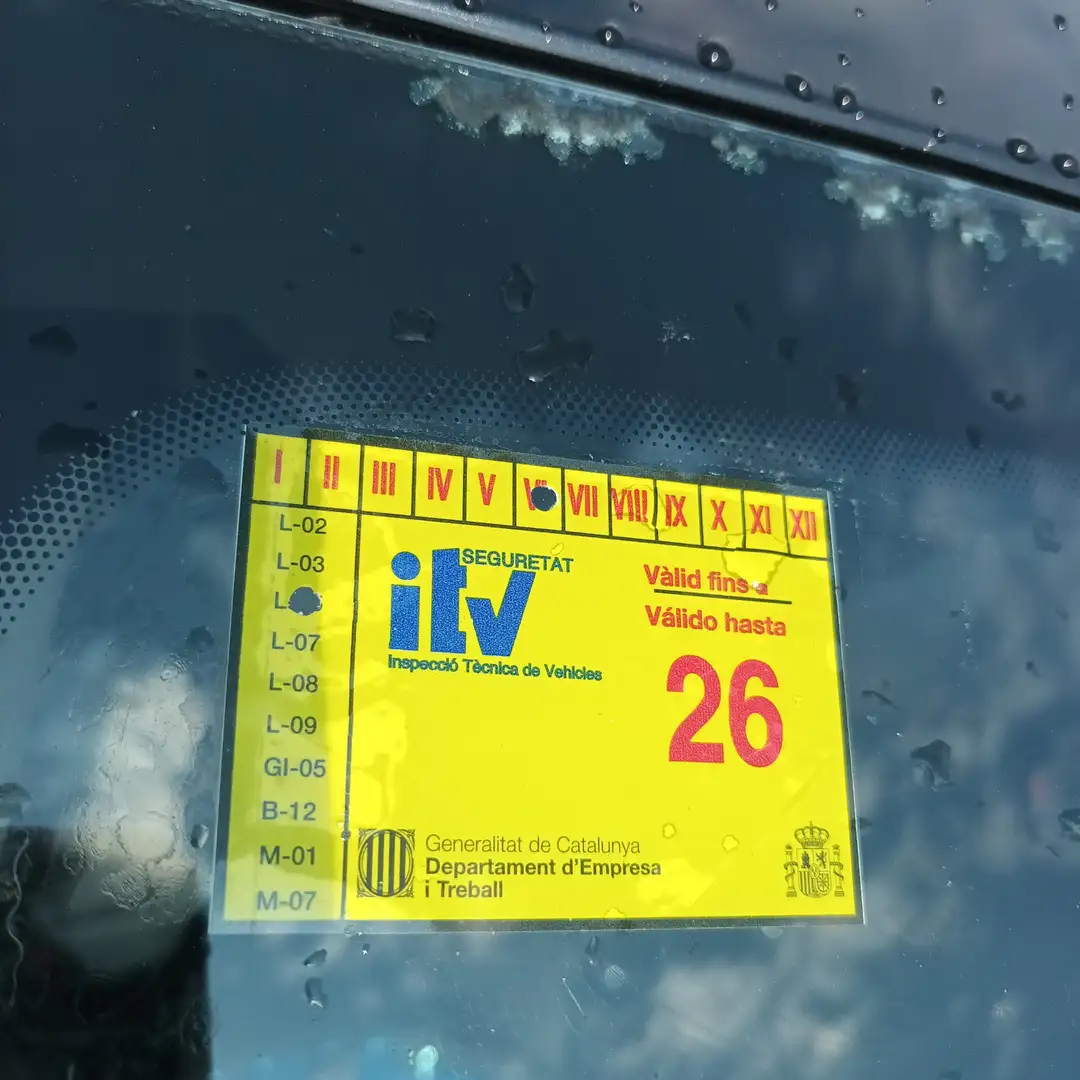 I II III IV V VII VIII IX X XI XII
L-02
L-03
L-07
L-08
L-09
GI-05
B-12
M-01
M-07
SEGURETAT
itv
Inspecció Tècnica de Vehicles
Vàlid fins a
Válido hasta
26
Generalitat de Catalunya
Departament d'Empresa
i Treball